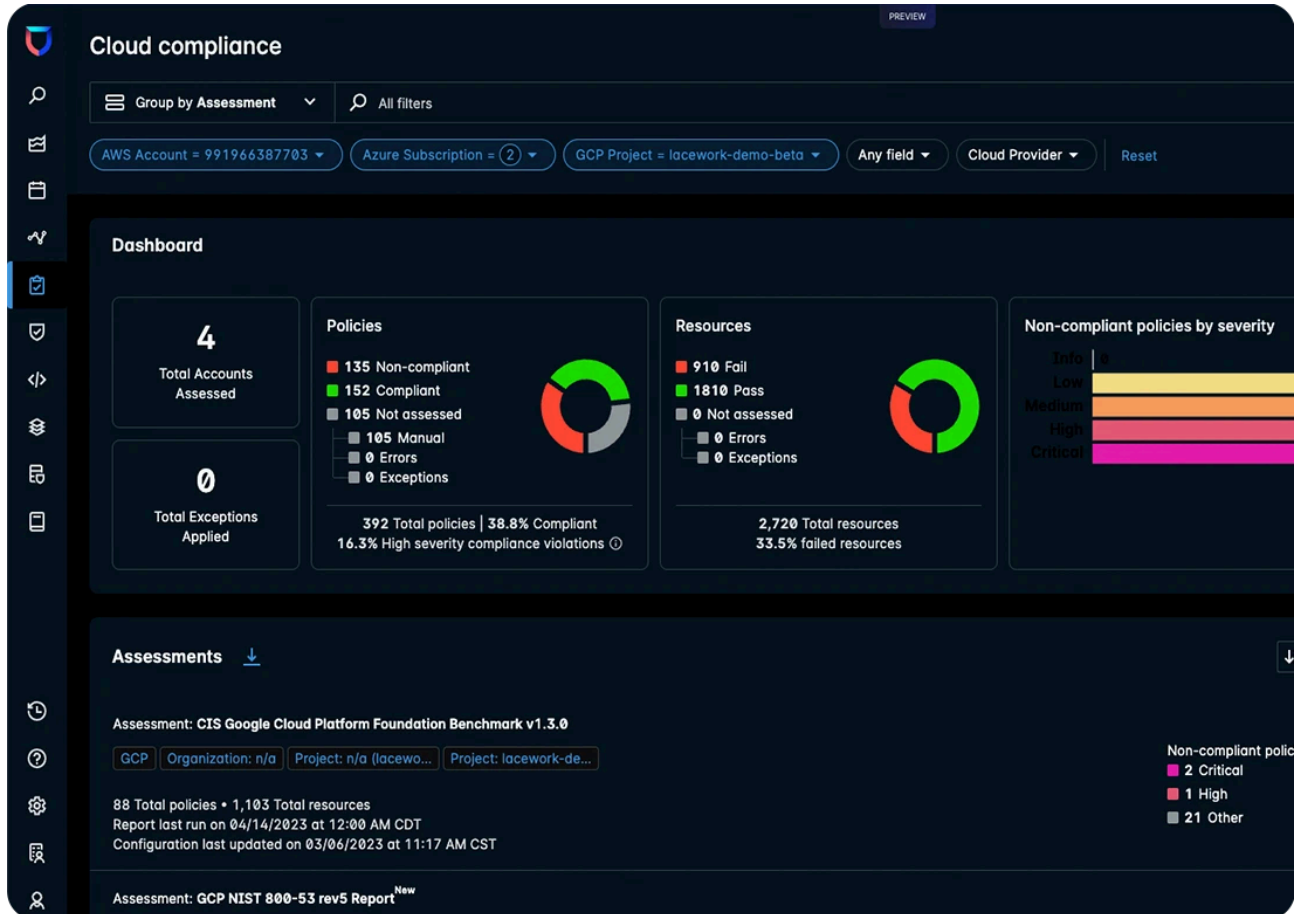 PREVIEW
Cloud compliance
Group by Assessment
All filters
AWS Account = 991966387703
Azure Subscription = 2
GCP Project = lacework-demo-beta
Any field
Cloud Provider
Reset
Dashboard
4
Total Accounts
Assessed
0
Total Exceptions
Applied
Policies
135 Non-compliant
152 Compliant
105 Not assessed
105 Manual
0 Errors
0 Exceptions
392 Total policies | 38.8% Compliant
16.3% High severity compliance violations
Resources
910 Fail
1810 Pass
0 Not assessed
0 Errors
0 Exceptions
2,720 Total resources
33.5% failed resources
Non-compliant policies by severity
Info 0
Low
Medium
High
Critical
Assessments
Assessment: CIS Google Cloud Platform Foundation Benchmark v1.3.0
GCP
Organization: n/a
Project: n/a (lacewo...
Project: lacework-de...
88 Total policies • 1,103 Total resources
Report last run on 04/14/2023 at 12:00 AM CDT
Configuration last updated on 03/06/2023 at 11:17 AM CST
Non-compliant polic
2 Critical
1 High
21 Other
Assessment: GCP NIST 800-53 rev5 Report New